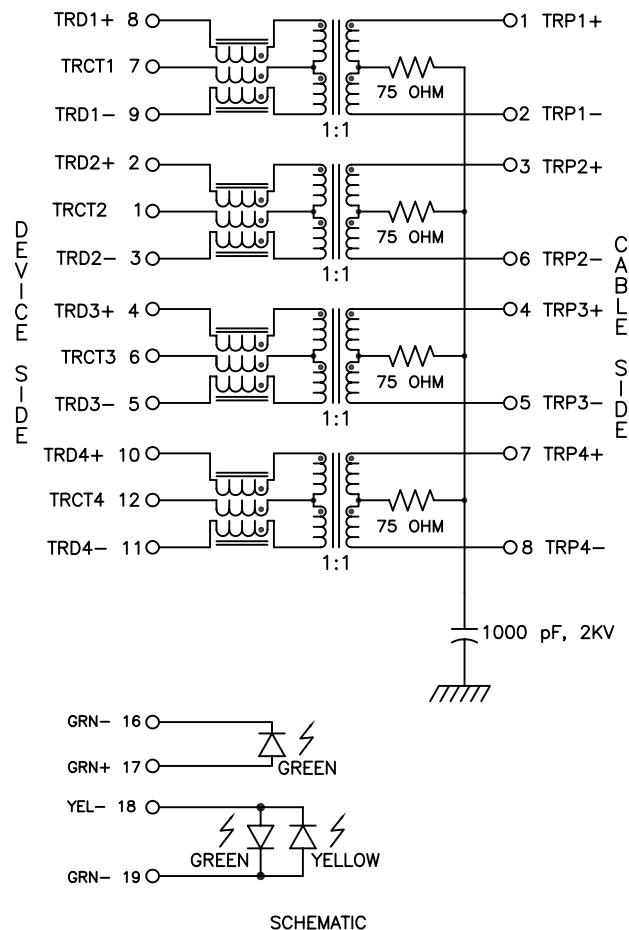 TRD1+ 8 1 TRP1+
TRCT1 7 75 OHM
TRD1- 9 2 TRP1-
1:1
TRD2+ 2 3 TRP2+
TRCT2 1 75 OHM
TRD2- 3 6 TRP2-
1:1
DEVICE SIDE
CABLE SIDE
TRD3+ 4 4 TRP3+
TRCT3 6 75 OHM
TRD3- 5 5 TRP3-
1:1
TRD4+ 10 7 TRP4+
TRCT4 12 75 OHM
TRD4- 11 8 TRP4-
1:1
1000 pF, 2KV
GRN- 16
GRN+ 17 GREEN
YEL- 18
GREEN YELLOW
GRN- 19
SCHEMATIC